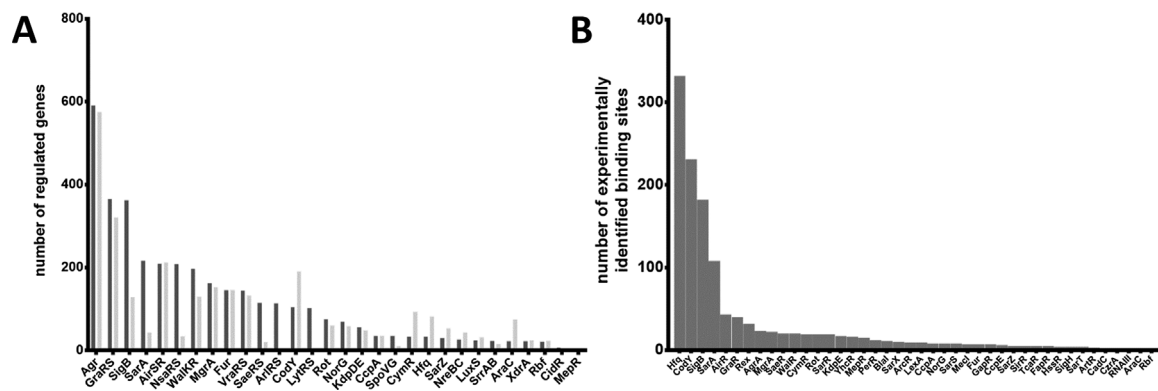 A
800
600
400
200
0
number of regulated genes
Agr
GraRS
SigB
SarA
AirSR
NsaRS
WalKR
MgrA
Fur
VraRS
SaeRS
ArlRS
CodY
LytRS
Rot
NorG
KdpDE
CcpA
SpoVG
CymR
Hfq
SarZ
NreBC
LuxS
SrrAB
AraC
XdrA
Rbf
CidR
MepR
B
400
300
200
100
0
number of experimentally
identified binding sites
Hfq
CodY
SigB
SarA
AirR
GraR
Rex
AgrA
MgrA
SaeR
WalR
CymR
Rot
SarR
KdpE
MepR
PerR
BlaI
SarX
ArcR
LexA
CcpA
NorG
SarS
MecI
Fur
GapR
CcpE
SarZ
SirR
TcaR
PurR
HssR
SigH
SarT
CzrA
RNAIII
AraC
Rbf